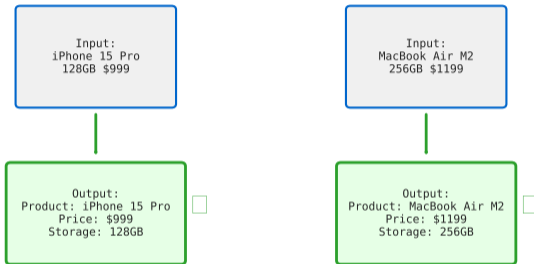 Input:
iPhone 15 Pro
128GB $999
Input:
MacBook Air M2
256GB $1199
Output:
Product: iPhone 15 Pro
Price: $999
Storage: 128GB
Output:
Product: MacBook Air M2
Price: $1199
Storage: 256GB